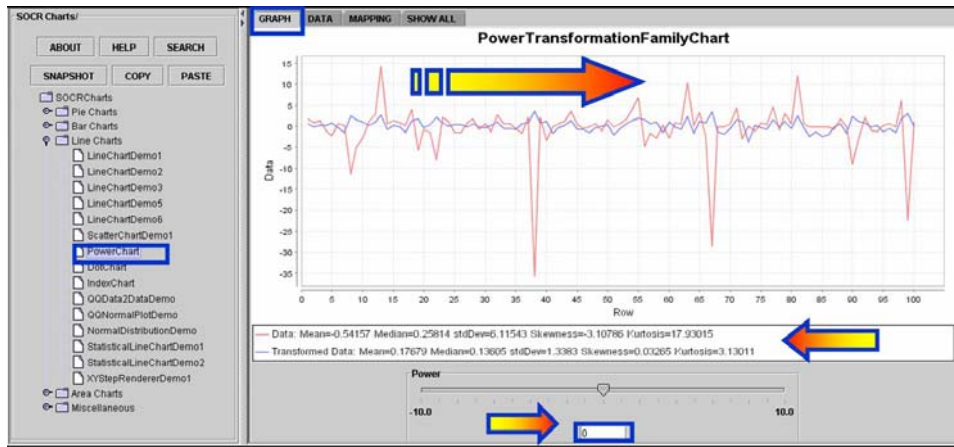 SOCR Charts/
ABOUT HELP SEARCH
SNAPSHOT COPY PASTE
SOCRCharts
Pie Charts
Bar Charts
Line Charts
LineChartDemo1
LineChartDemo2
LineChartDemo3
LineChartDemo5
LineChartDemo6
ScatterChartDemo1
PowerChart
DotChart
IndexChart
QQData2DataDemo
QQNormalPlotDemo
NormalDistributionDemo
StatisticalLineChartDemo1
StatisticalLineChartDemo2
XYStepRendererDemo1
Area Charts
Miscellaneous
GRAPH DATA MAPPING SHOW ALL
PowerTransformationFamilyChart
15
10
5
0
-5
-10
-15
-20
-25
-30
-35
Data
0 5 10 15 20 25 30 35 40 45 50 55 60 65 70 75 80 85 90 95 100
Row
Data: Mean=-0.54157 Median=0.25814 stdDev=6.11543 Skewness=-3.10786 Kurtosis=17.93015
Transformed Data: Mean=0.17679 Median=0.13605 stdDev=1.3383 Skewness=0.03265 Kurtosis=3.13011
Power
-10.0 10.0
0